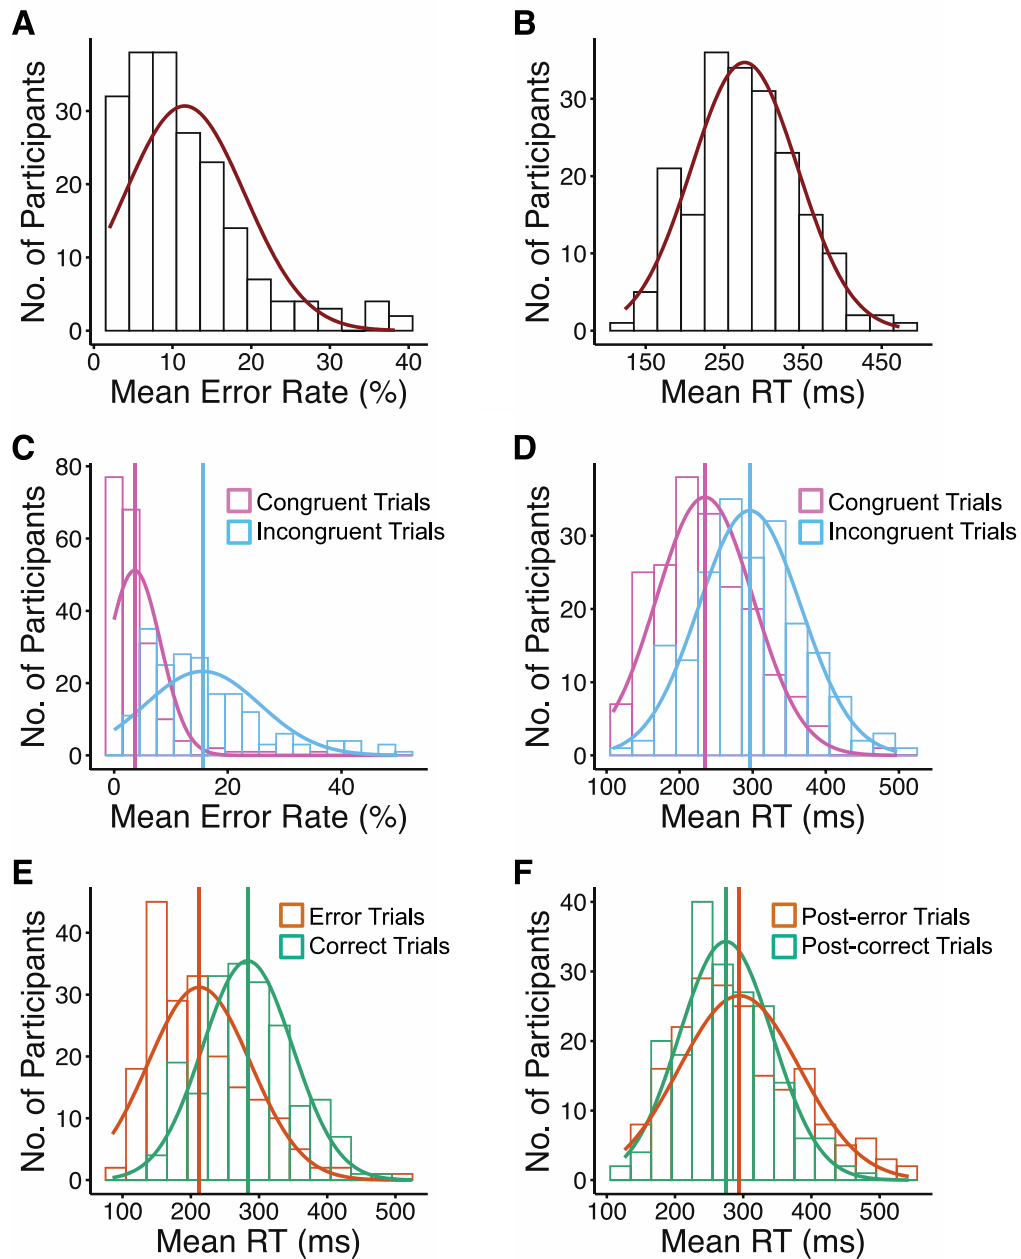 A
No. of Participants
30
20
10
0
0 10 20 30 40
Mean Error Rate (%)
B
No. of Participants
30
20
10
0
150 250 350 450
Mean RT (ms)
C
No. of Participants
80
60
40
20
0
Congruent Trials
Incongruent Trials
0 20 40
Mean Error Rate (%)
D
No. of Participants
30
20
10
0
Congruent Trials
Incongruent Trials
100 200 300 400 500
Mean RT (ms)
E
No. of Participants
40
30
20
10
0
Error Trials
Correct Trials
100 200 300 400 500
Mean RT (ms)
F
No. of Participants
40
30
20
10
0
Post-error Trials
Post-correct Trials
100 200 300 400 500
Mean RT (ms)